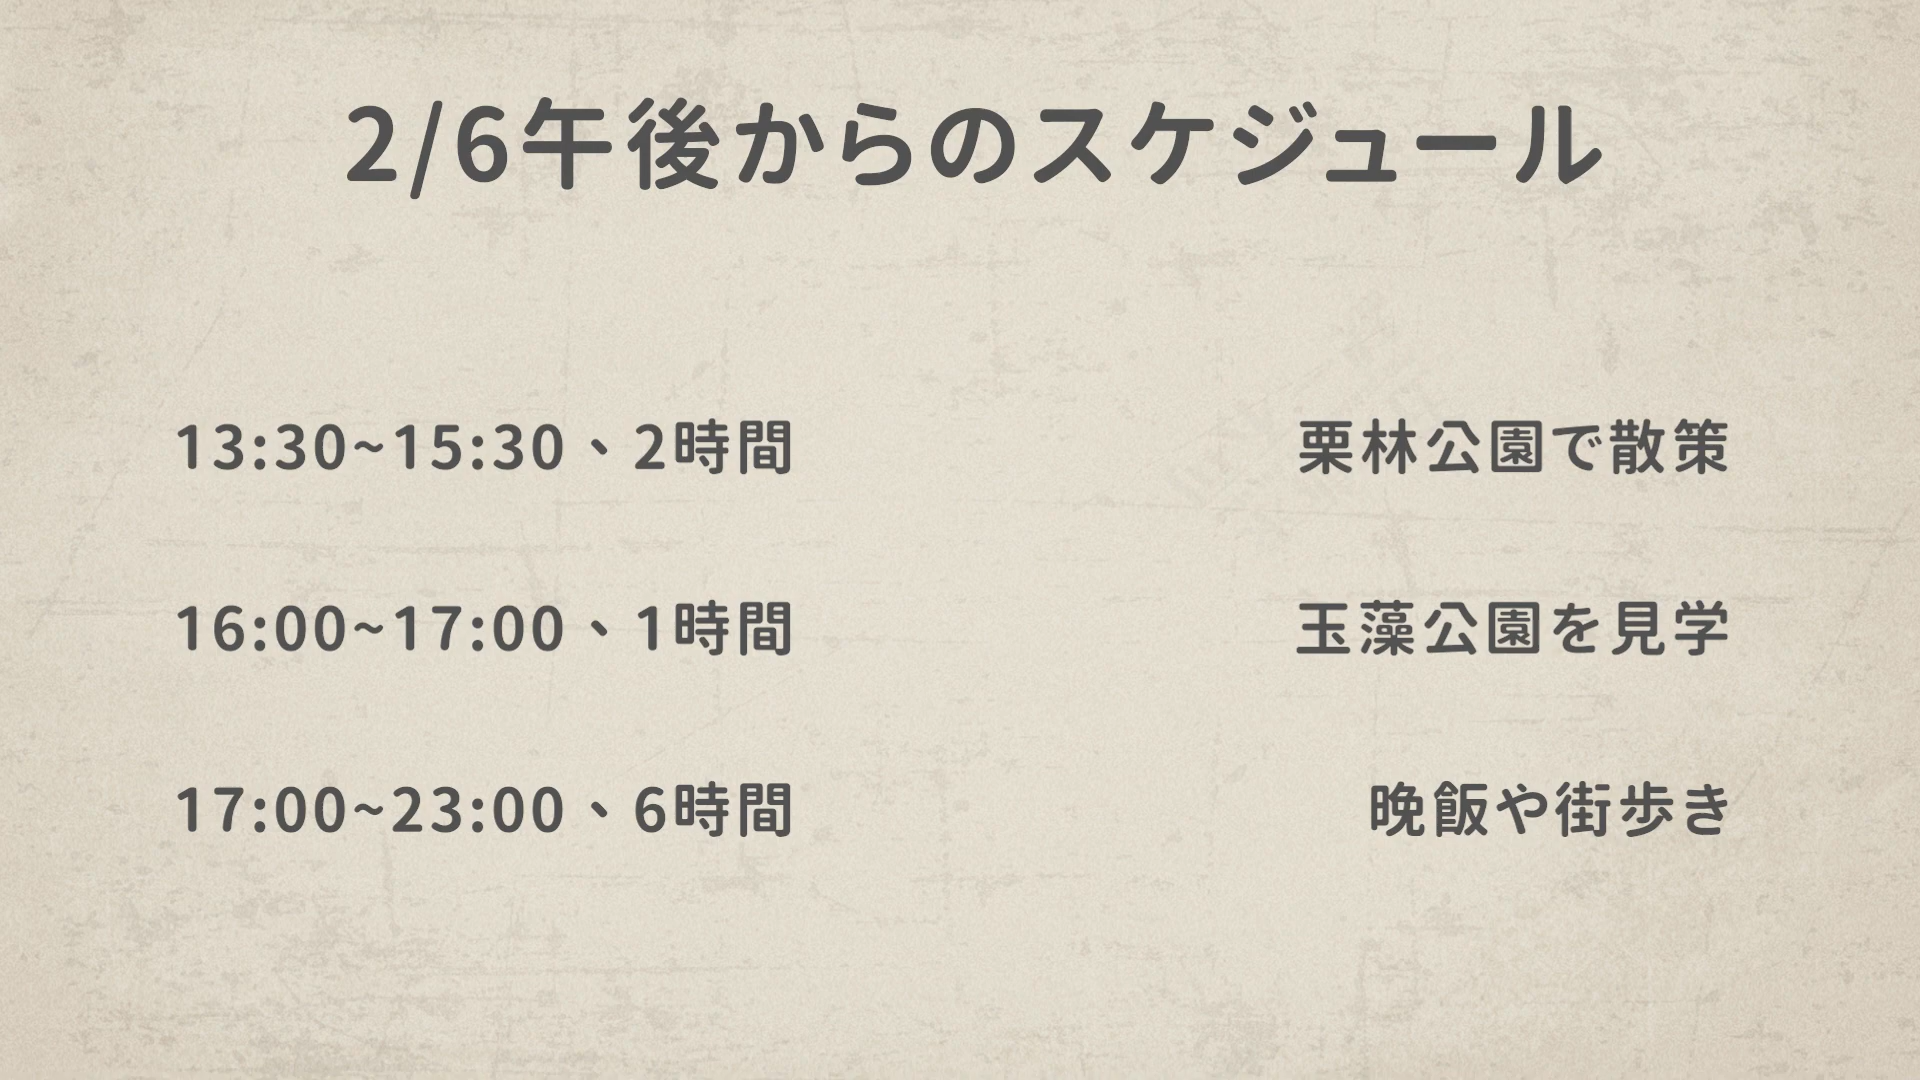 2/6午後からのスケジュール
13:30~15:30、2時間 栗林公園で散策
16:00~17:00、1時間 玉藻公園を見学
17:00~23:00、6時間 晩飯や街歩き